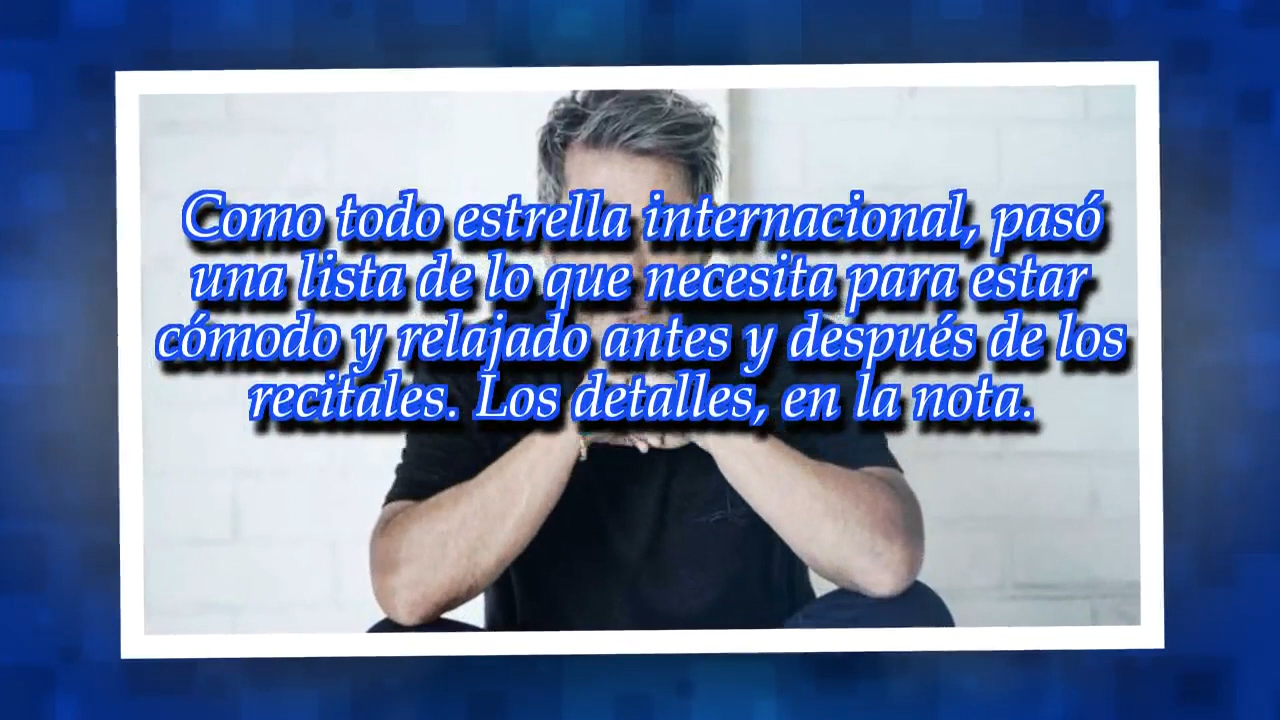 Como todo estrella internacional, pasó
una lista de lo que necesita para estar
cómodo y relajado antes y después de los
recitales. Los detalles, en la nota.